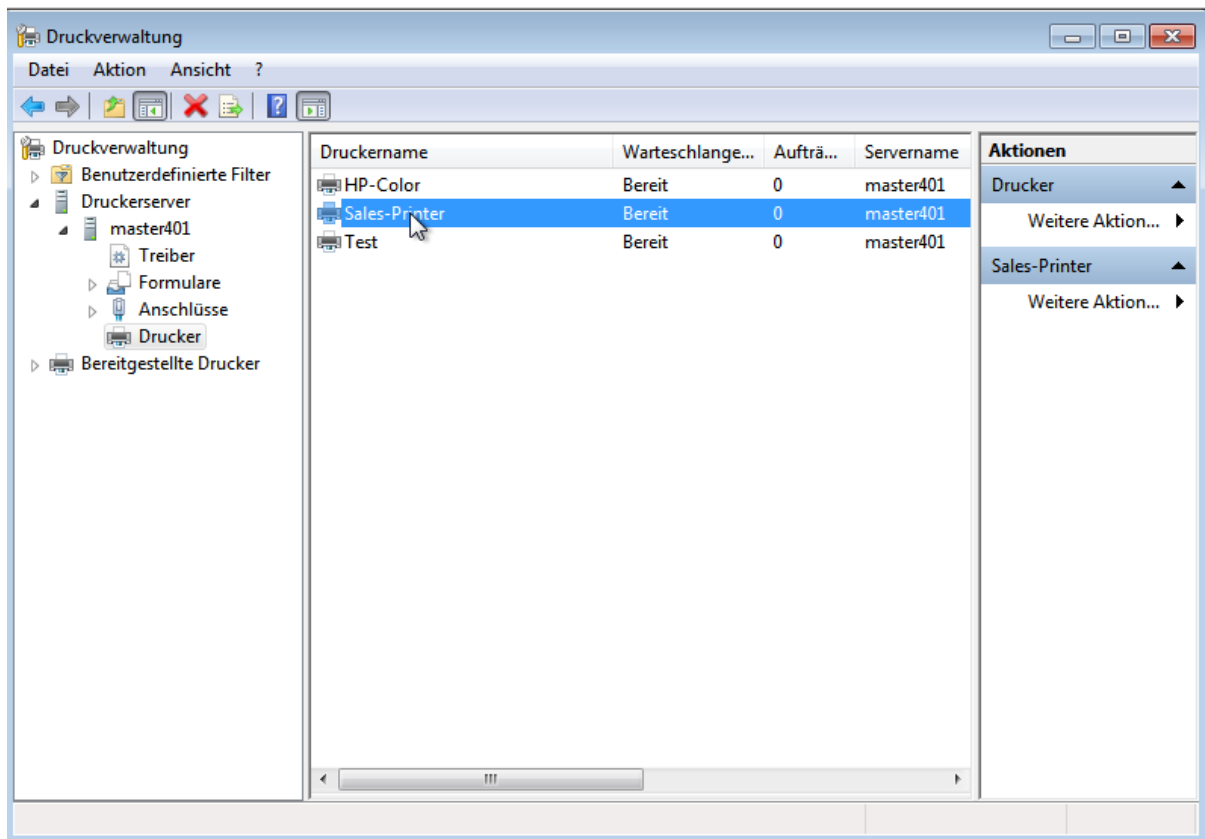 Druckverwaltung
Datei Aktion Ansicht ?
Druckverwaltung
Benutzerdefinierte Filter
Druckerserver
master401
Treiber
Formulare
Anschlüsse
Drucker
Bereitgestellte Drucker
Druckername Warteschlange... Aufträ... Servername
HP-Color Bereit 0 master401
Sales-Printer Bereit 0 master401
Test Bereit 0 master401
Aktionen
Drucker
Weitere Aktion...
Sales-Printer
Weitere Aktion...